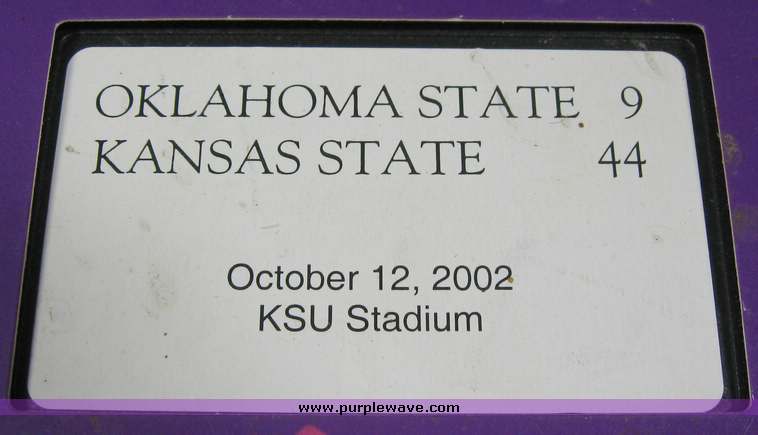 OKLAHOMA STATE 9
KANSAS STATE 44
October 12, 2002
KSU Stadium
www.purplewave.com